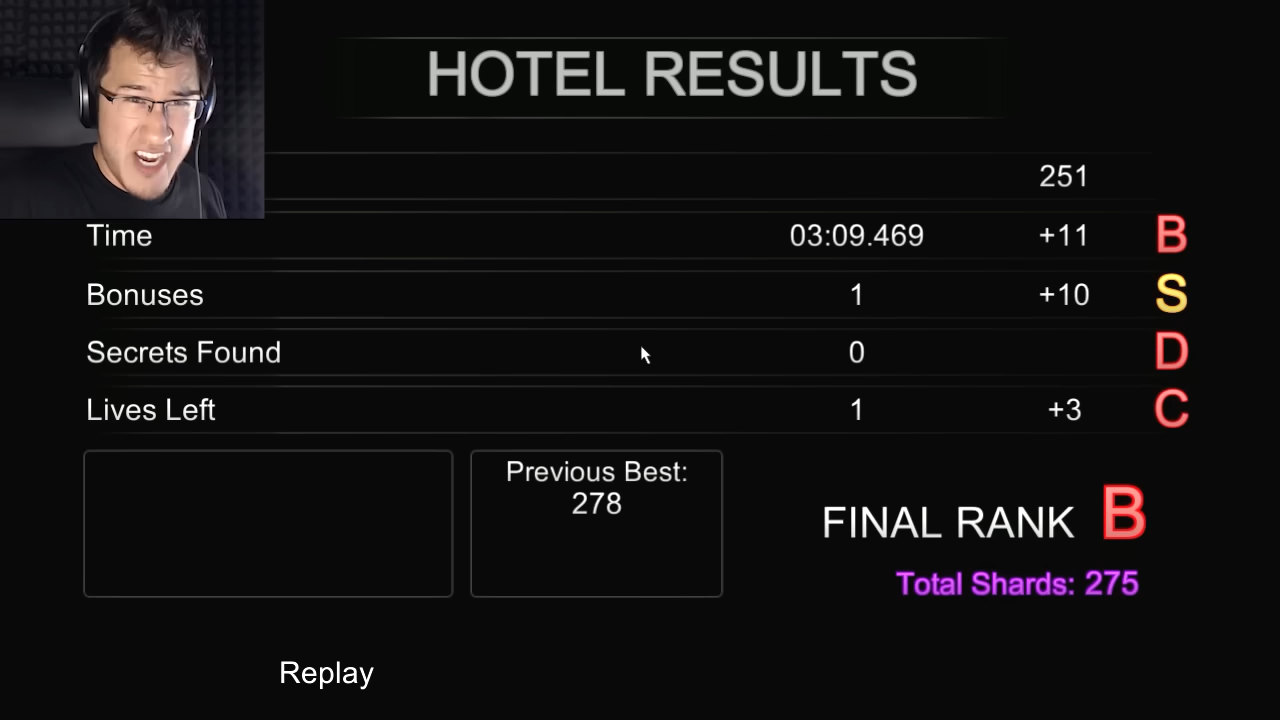 HOTEL RESULTS
251
Time 03:09.469 +11 B
Bonuses 1 +10 S
Secrets Found 0 D
Lives Left 1 +3 C
Previous Best:
278
FINAL RANK B
Total Shards: 275
Replay